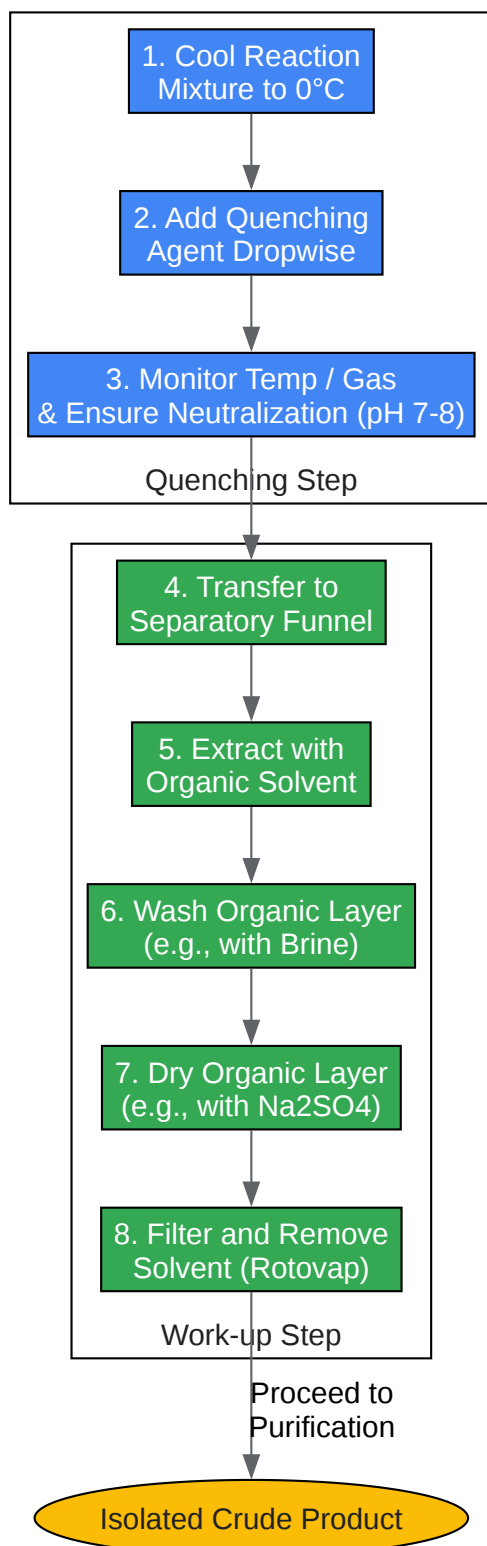 1. Cool Reaction
Mixture to 0°C
2. Add Quenching
Agent Dropwise
3. Monitor Temp / Gas
& Ensure Neutralization (pH 7-8)
Quenching Step
4. Transfer to
Separatory Funnel
5. Extract with
Organic Solvent
6. Wash Organic Layer
(e.g., with Brine)
7. Dry Organic Layer
(e.g., with Na2SO4)
8. Filter and Remove
Solvent (Rotovap)
Work-up Step
Proceed to
Purification
Isolated Crude Product